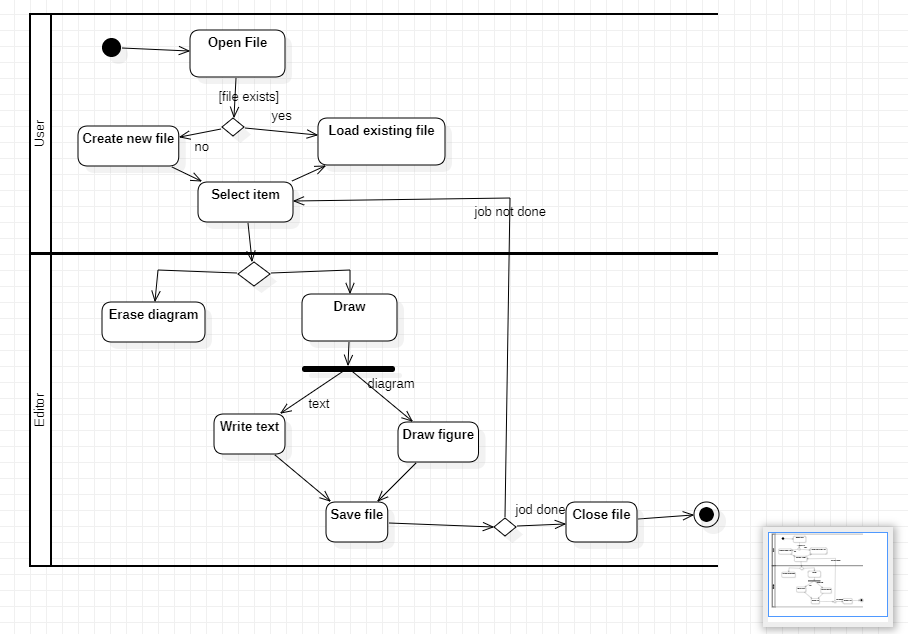 Open File
[file exists]
yes
Create new file
no
Load existing file
User
Select item
job not done
Erase diagram
Draw
diagram
text
Editor
Write text
Draw figure
Save file
jod done
Close file